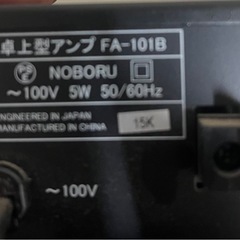 卓上型アンプ FA-101B
NOBORU
～100V 5W 50/60Hz
ENGINEERED IN JAPAN
MANUFACTURED IN CHINA
15K
～100V